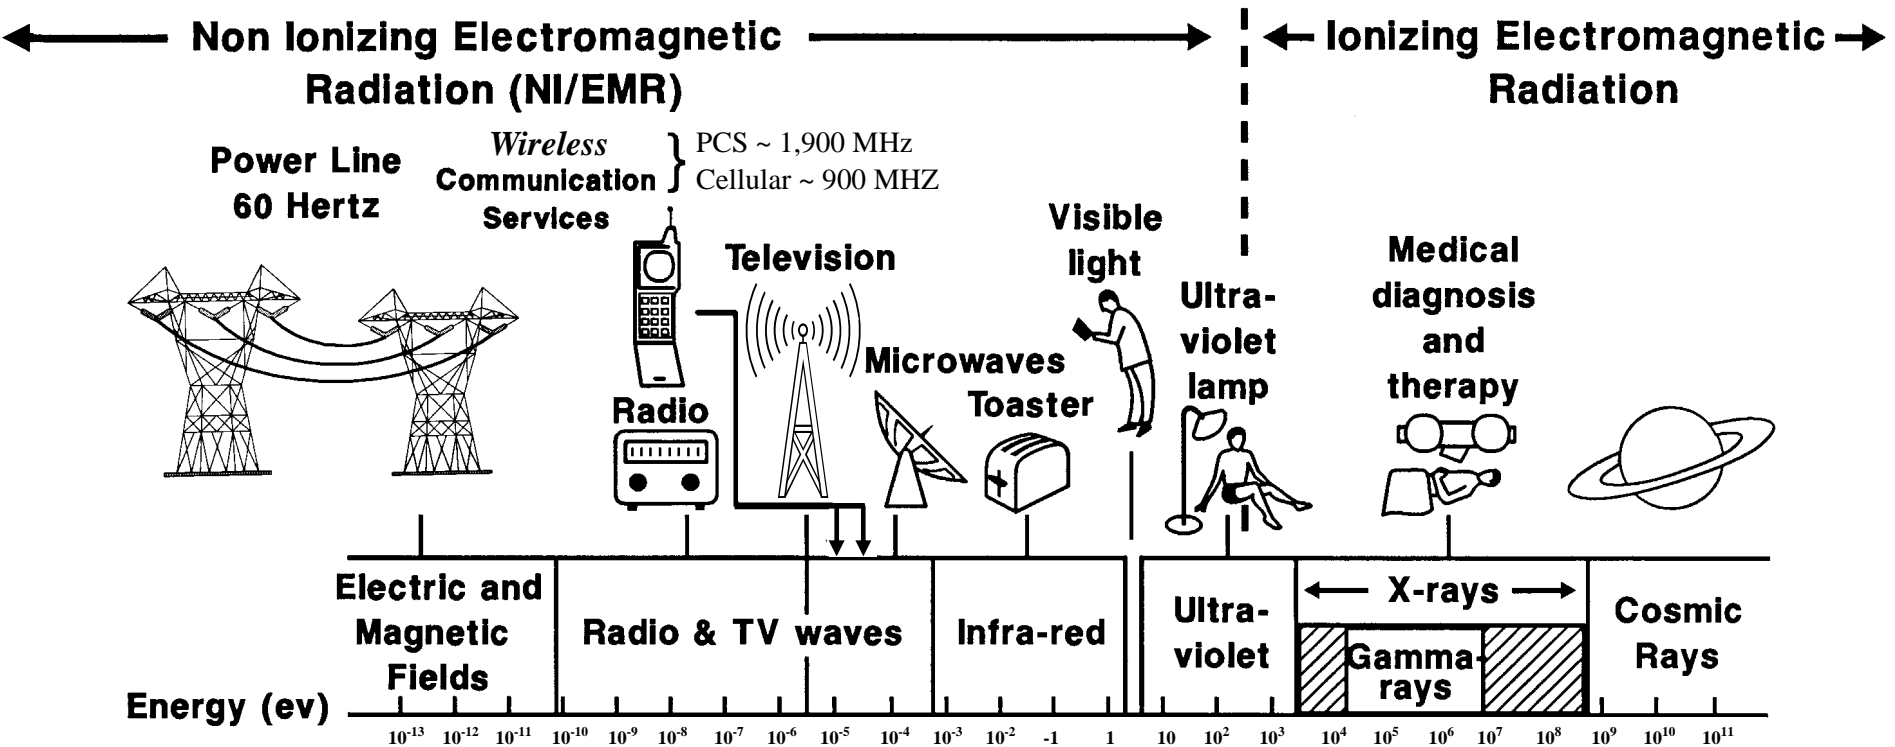 Non Ionizing Electromagnetic
Radiation (NI/EMR)
Ionizing Electromagnetic
Radiation
Power Line
60 Hertz
Wireless
Communication
Services
PCS ~ 1,900 MHz
Cellular ~ 900 MHZ
Television
Radio
Microwaves
Toaster
Visible
light
Ultra-
violet
lamp
Medical
diagnosis
and
therapy
Electric and
Magnetic
Fields
Radio & TV waves
Infra-red
Ultra-
violet
X-rays
Gamma-
rays
Cosmic
Rays
Energy (ev)
10⁻¹³ 10⁻¹² 10⁻¹¹ 10⁻¹⁰ 10⁻⁹ 10⁻⁸ 10⁻⁷ 10⁻⁶ 10⁻⁵ 10⁻⁴ 10⁻³ 10⁻² -1 1 10 10² 10³ 10⁴ 10⁵ 10⁶ 10⁷ 10⁸ 10⁹ 10¹⁰ 10¹¹